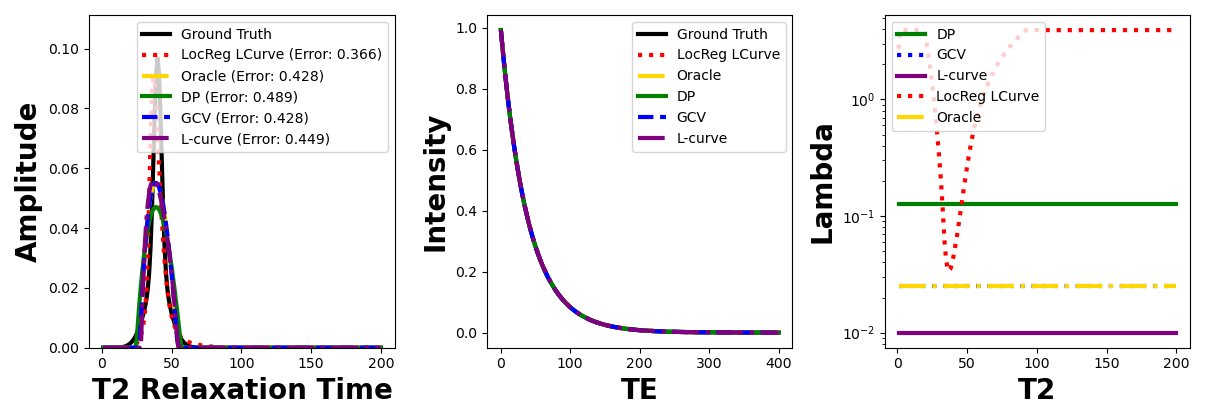 Amplitude
0.10
0.08
0.06
0.04
0.02
0.00
Ground Truth
LocReg LCurve (Error: 0.366)
Oracle (Error: 0.428)
DP (Error: 0.489)
GCV (Error: 0.428)
L-curve (Error: 0.449)
0 50 100 150 200
T2 Relaxation Time
Intensity
1.0
0.8
0.6
0.4
0.2
0.0
Ground Truth
LocReg LCurve
Oracle
DP
GCV
L-curve
0 100 200 300 400
TE
Lambda
10⁰
10⁻¹
10⁻²
DP
GCV
L-curve
LocReg LCurve
Oracle
0 50 100 150 200
T2